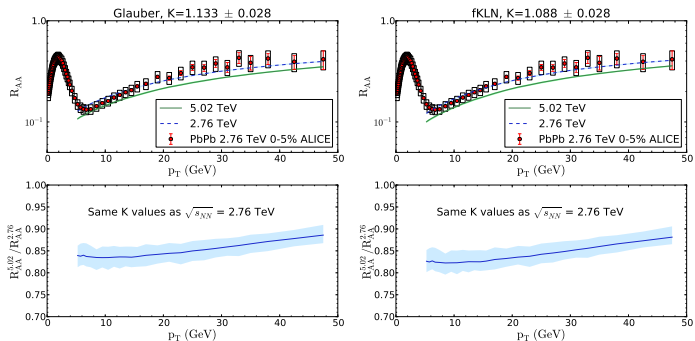 Glauber, K=1.133 ± 0.028
1.0
10⁻¹
R_AA
5.02 TeV
2.76 TeV
PbPb 2.76 TeV 0-5% ALICE
0 10 20 30 40 50
p_T (GeV)
fKLN, K=1.088 ± 0.028
1.0
10⁻¹
R_AA
5.02 TeV
2.76 TeV
PbPb 2.76 TeV 0-5% ALICE
0 10 20 30 40 50
p_T (GeV)
1.00
0.95
0.90
0.85
0.80
0.75
0.70
R_AA^5.02/R_AA^2.76
Same K values as √s_NN = 2.76 TeV
0 10 20 30 40 50
p_T (GeV)
1.00
0.95
0.90
0.85
0.80
0.75
0.70
R_AA^5.02/R_AA^2.76
Same K values as √s_NN = 2.76 TeV
0 10 20 30 40 50
p_T (GeV)